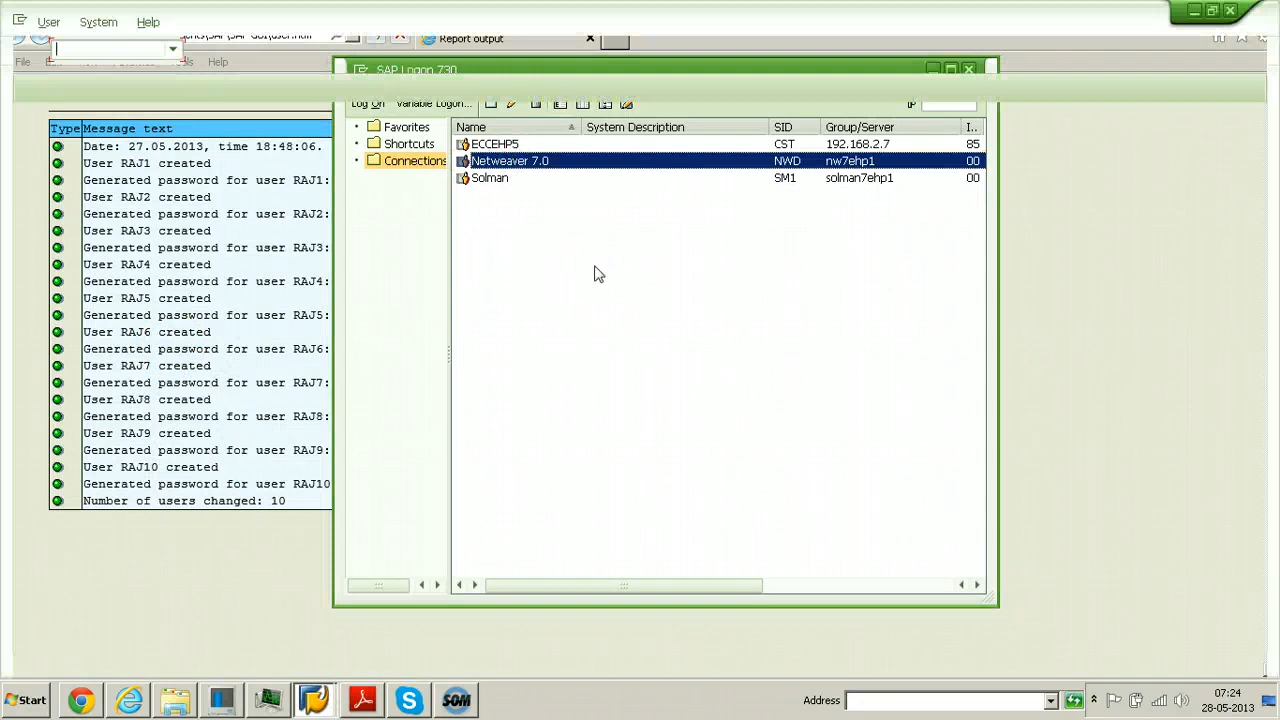 User System Help
Report output
File Help
SAP Logon 730
Log On Variable Logon...
Type Message text
Date: 27.05.2013, time 18:48:06.
User RAJ1 created
Generated password for user RAJ1:
User RAJ2 created
Generated password for user RAJ2:
User RAJ3 created
Generated password for user RAJ3:
User RAJ4 created
Generated password for user RAJ4:
User RAJ5 created
Generated password for user RAJ5:
User RAJ6 created
Generated password for user RAJ6:
User RAJ7 created
Generated password for user RAJ7:
User RAJ8 created
Generated password for user RAJ8:
User RAJ9 created
Generated password for user RAJ9:
User RAJ10 created
Generated password for user RAJ10
Number of users changed: 10
Favorites
Shortcuts
Connections
Name System Description SID Group/Server I..
ECCEHP5 CST 192.168.2.7 85
Netweaver 7.0 NWD nw7ehp1 00
Solman SM1 solman7ehp1 00
Start
SOM
Address
07:24
28-05-2013